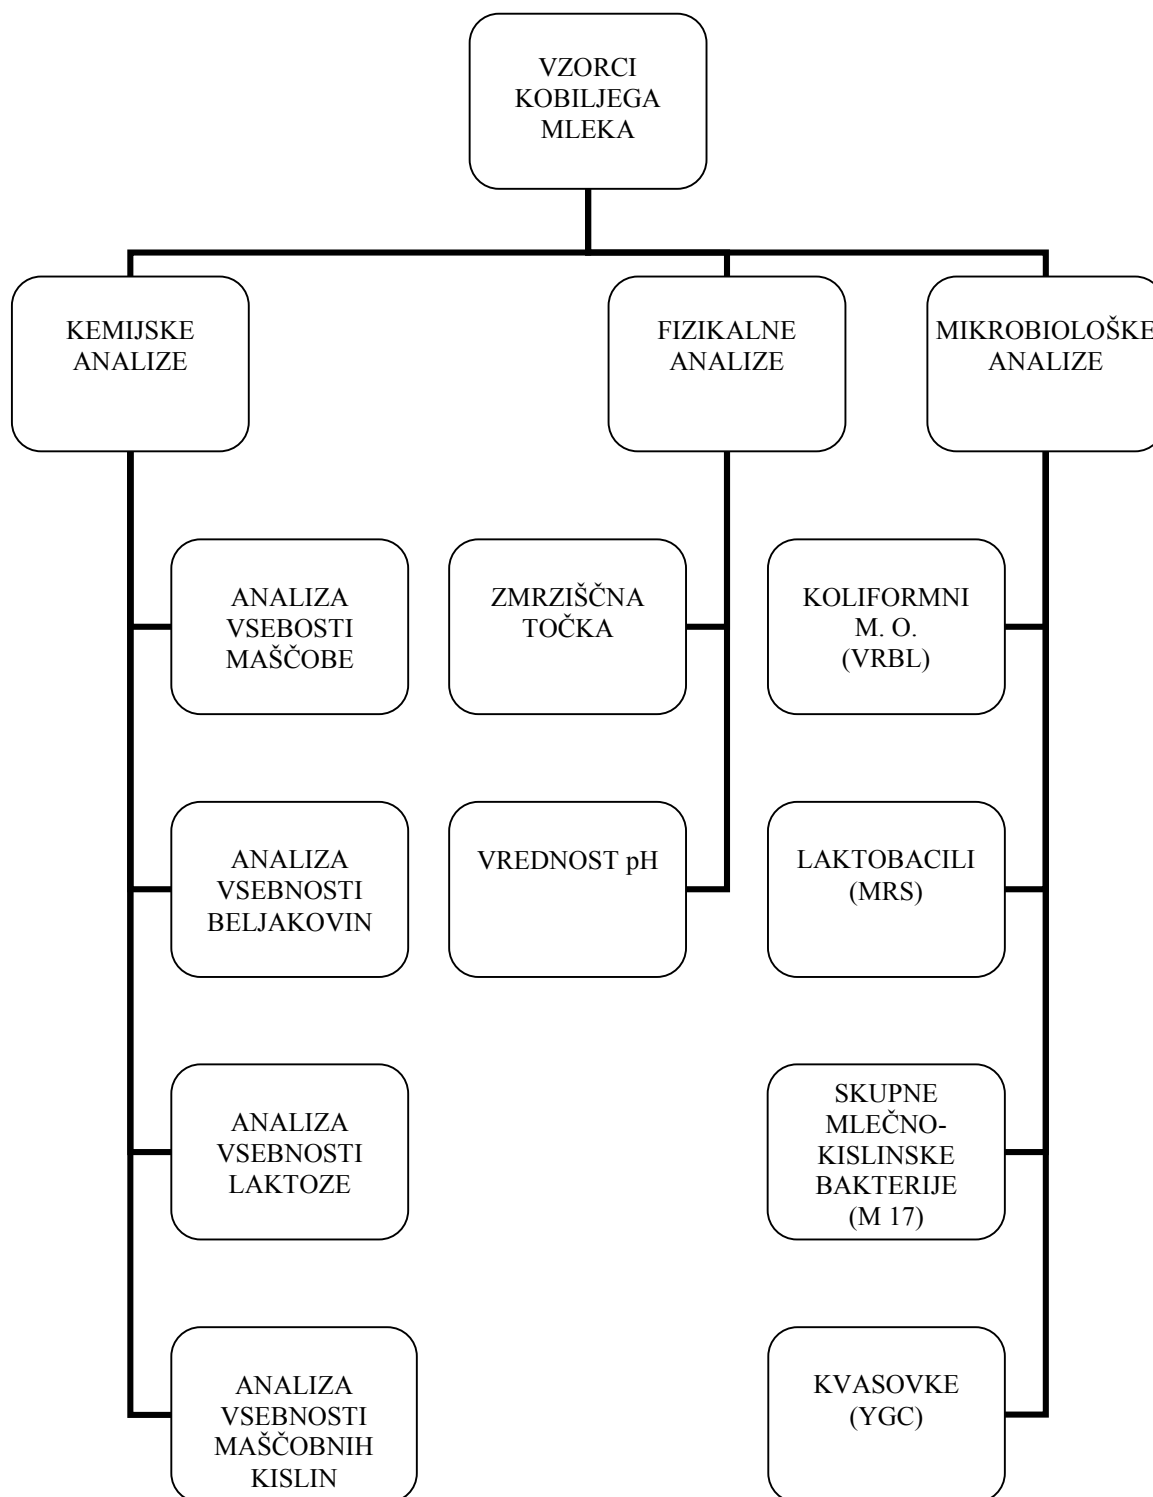 VZORCI
KOBILJEGA
MLEKA
KEMIJSKE
ANALIZE
FIZIKALNE
ANALIZE
MIKROBIOLOŠKE
ANALIZE
ANALIZA
VSEBOSTI
MAŠČOBE
ZMRZIŠČNA
TOČKA
KOLIFORMNI
M. O.
(VRBL)
ANALIZA
VSEBNOSTI
BELJAKOVIN
VREDNOST pH
LAKTOBACILI
(MRS)
ANALIZA
VSEBNOSTI
LAKTOZE
SKUPNE
MLEČNO-
KISLINSKE
BAKTERIJE
(M 17)
ANALIZA
VSEBNOSTI
MAŠČOBNIH
KISLIN
KVASOVKE
(YGC)